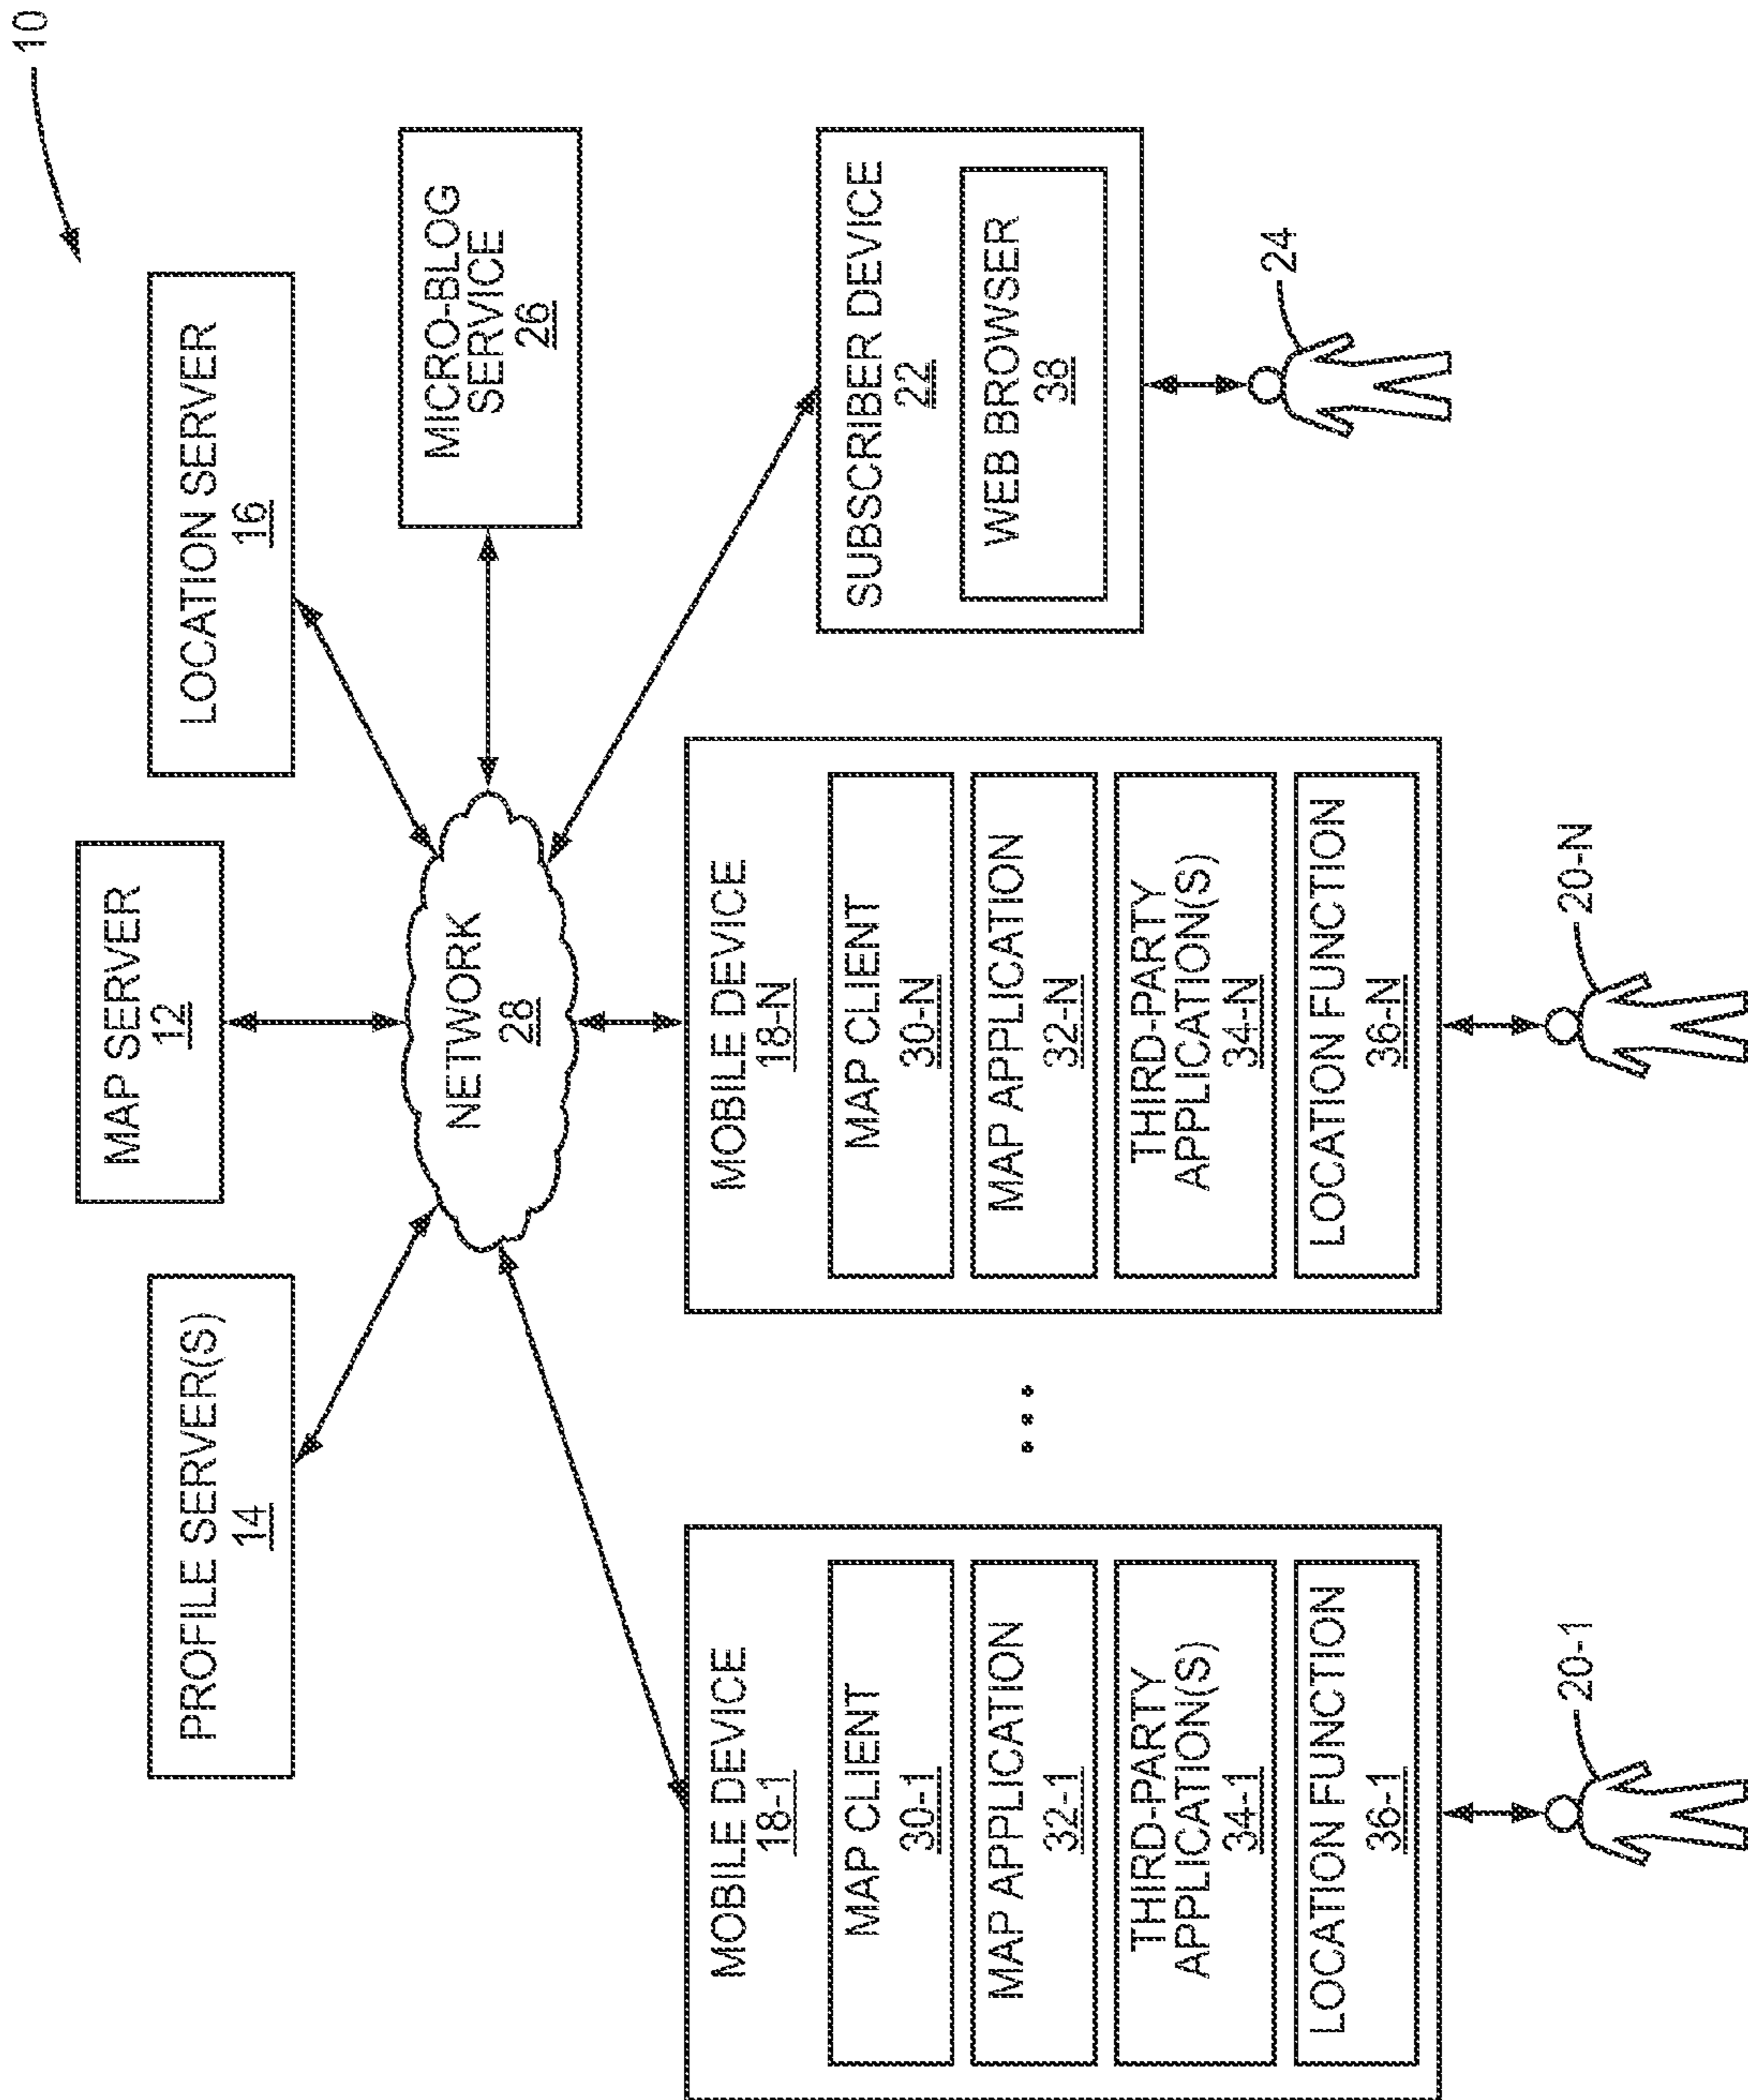 10
MAP SERVER
12
PROFILE SERVER(S)
14
LOCATION SERVER
16
NETWORK
28
MICRO-BLOG
SERVICE
26
MOBILE DEVICE
18-1
MAP CLIENT
30-1
MAP APPLICATION
32-1
THIRD-PARTY
APPLICATION(S)
34-1
LOCATION FUNCTION
36-1
20-1
...
MOBILE DEVICE
18-N
MAP CLIENT
30-N
MAP APPLICATION
32-N
THIRD-PARTY
APPLICATION(S)
34-N
LOCATION FUNCTION
36-N
20-N
SUBSCRIBER DEVICE
22
WEB BROWSER
38
24